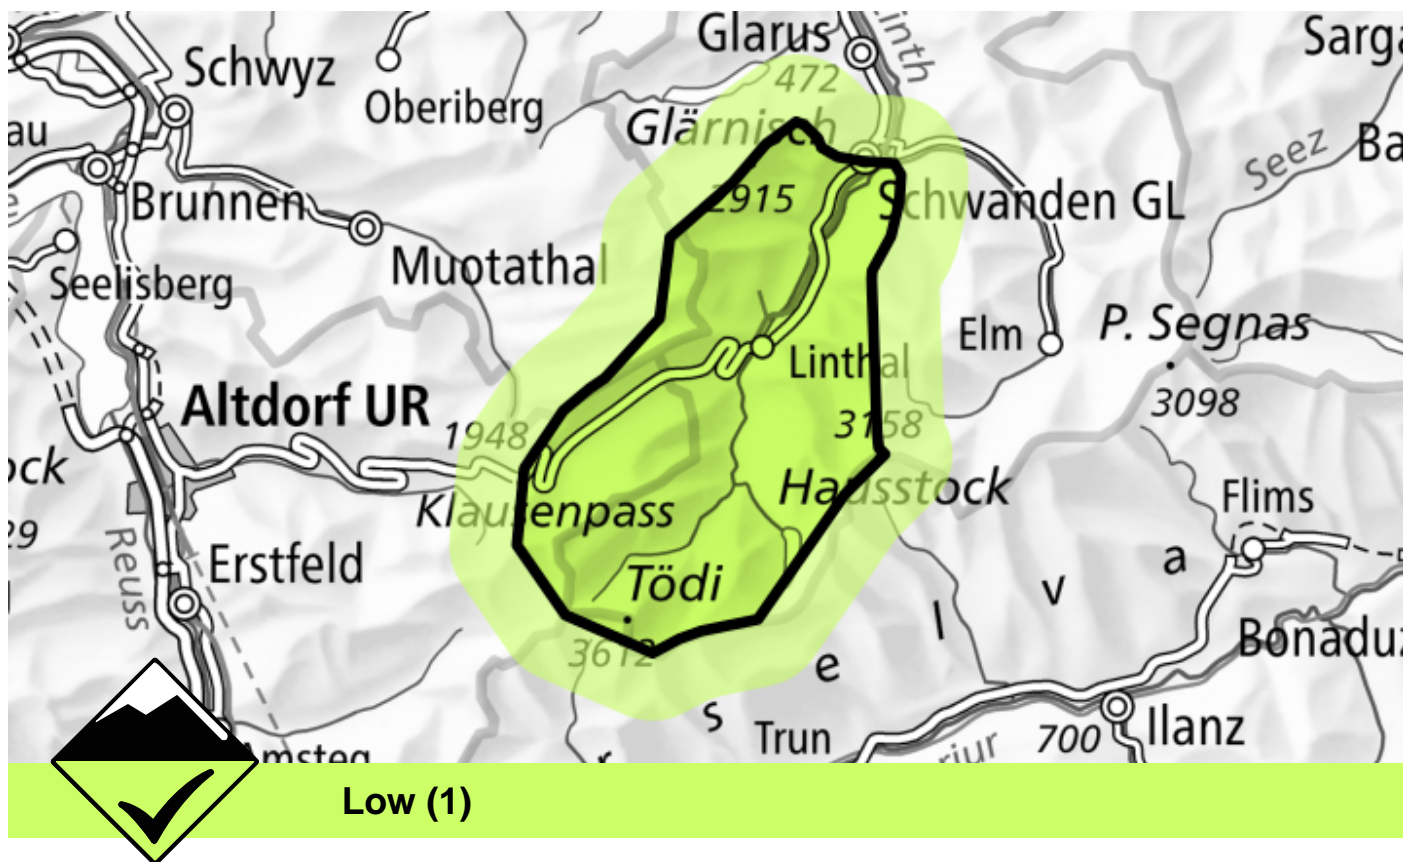 Glarus
Linth
Sarga
Schwyz
472
Oberiberg
Glärnisch
au
Seez
Ba
Brunnen
2915
Schwanden GL
Muotathal
Seelisberg
P. Segnas
Elm
Linthal
Altdorf UR
3098
1948
3158
ock
Hausstock
Flims
Klausenpass
29
Reuss
Erstfeld
a
Tödi
v
l
Bonaduz
3612
e
s
Trun
700
Ilanz
r
Amsteg
Low (1)